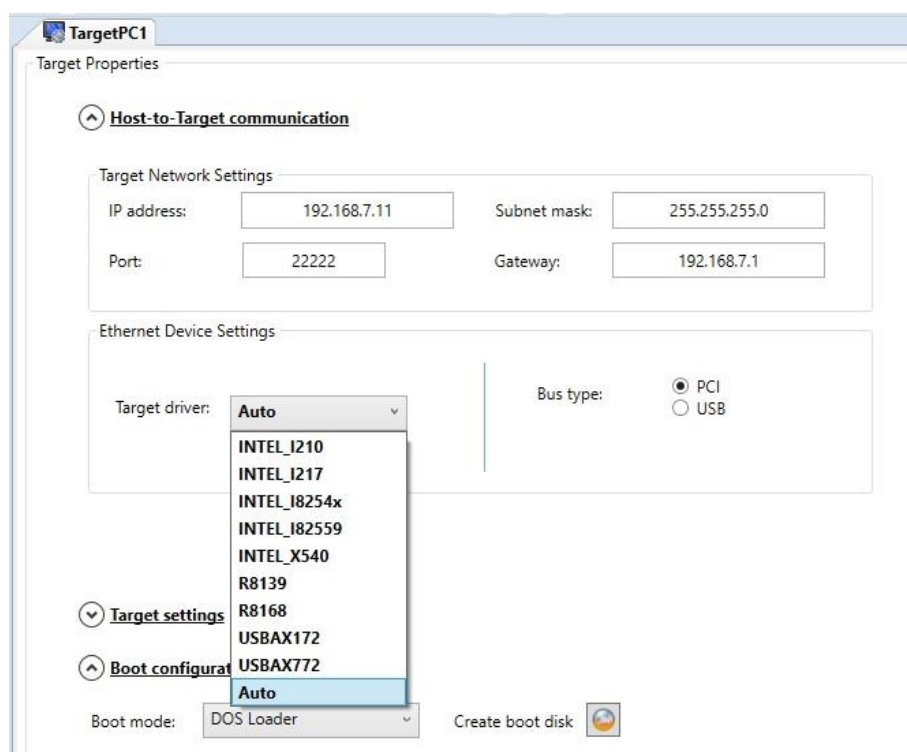 TargetPC1
Target Properties
Host-to-Target communication
Target Network Settings
IP address: 192.168.7.11 Subnet mask: 255.255.255.0
Port: 22222 Gateway: 192.168.7.1
Ethernet Device Settings
Target driver: Auto Bus type: PCI
USB
INTEL_I210
INTEL_I217
INTEL_I8254x
INTEL_I82559
INTEL_X540
R8139
R8168
USBAX172
USBAX772
Auto
Target settings
Boot configurat
Boot mode: DOS Loader Create boot disk